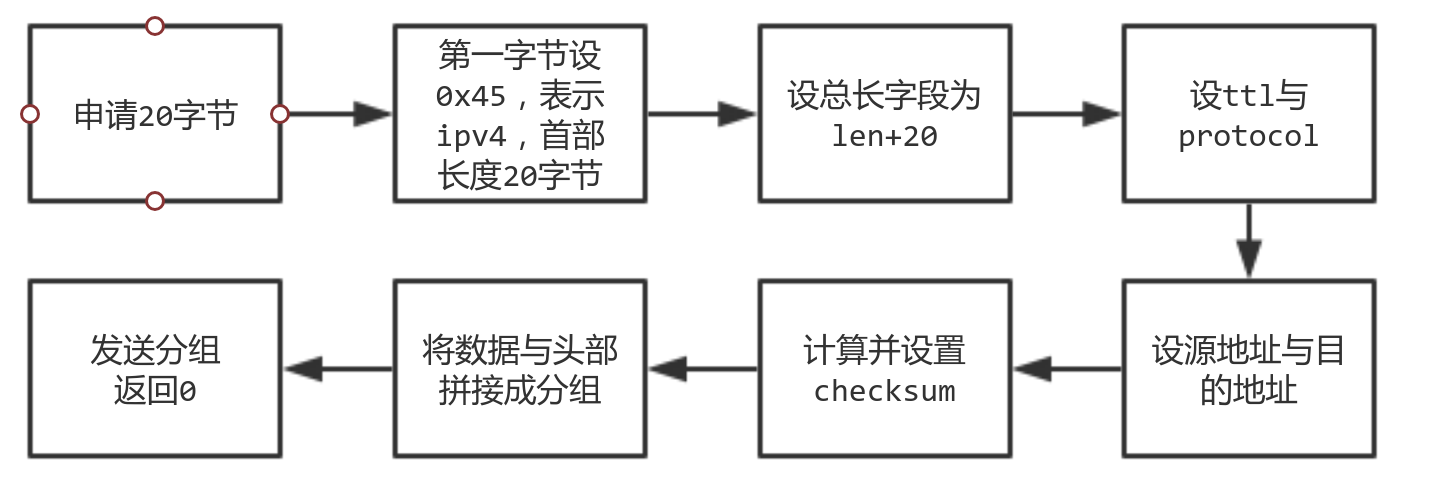 申请20字节
第一字节设
0x45，表示
ipv4，首部
长度20字节
设总长字段为
len+20
设ttl与
protocol
设源地址与目
的地址
计算并设置
checksum
将数据与头部
拼接成分组
发送分组
返回0